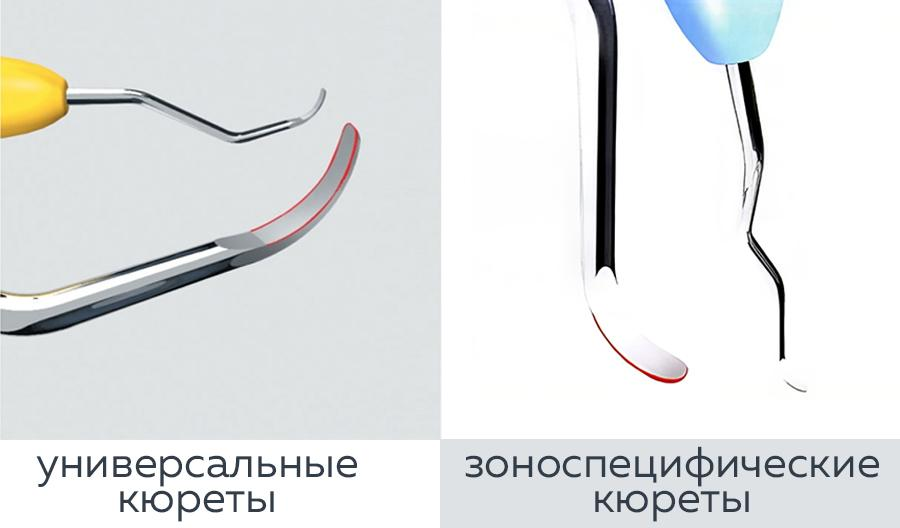 универсальные
кюреты
зоноспецифические
кюреты